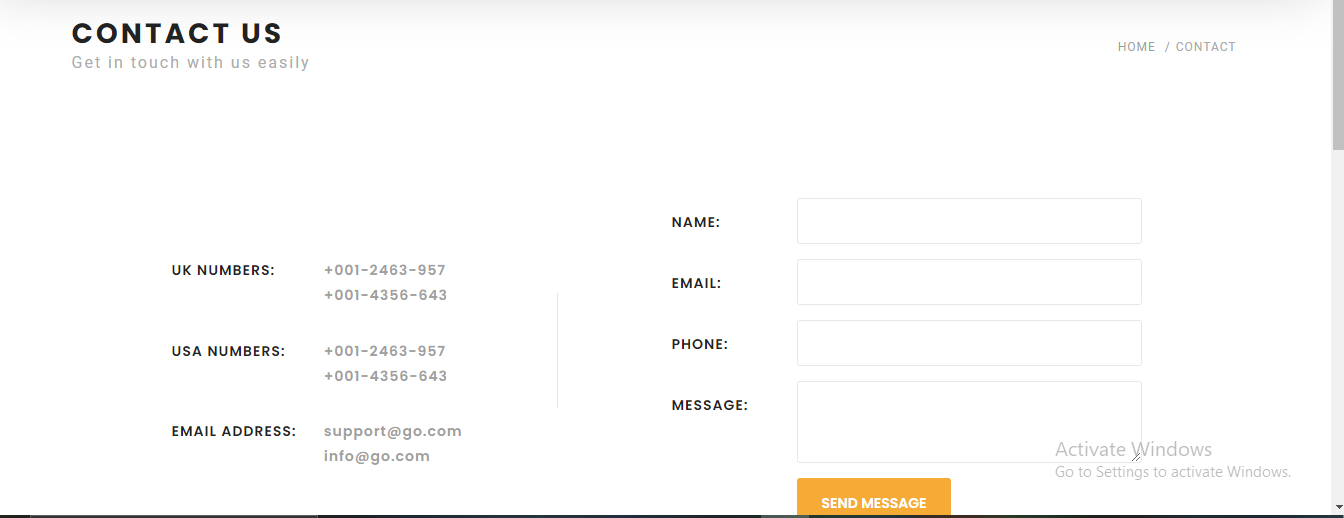 CONTACT US
Get in touch with us easily
HOME / CONTACT
UK NUMBERS: +001-2463-957
+001-4356-643
USA NUMBERS: +001-2463-957
+001-4356-643
EMAIL ADDRESS: support@go.com
info@go.com
NAME:
EMAIL:
PHONE:
MESSAGE:
SEND MESSAGE
Activate Windows
Go to Settings to activate Windows.